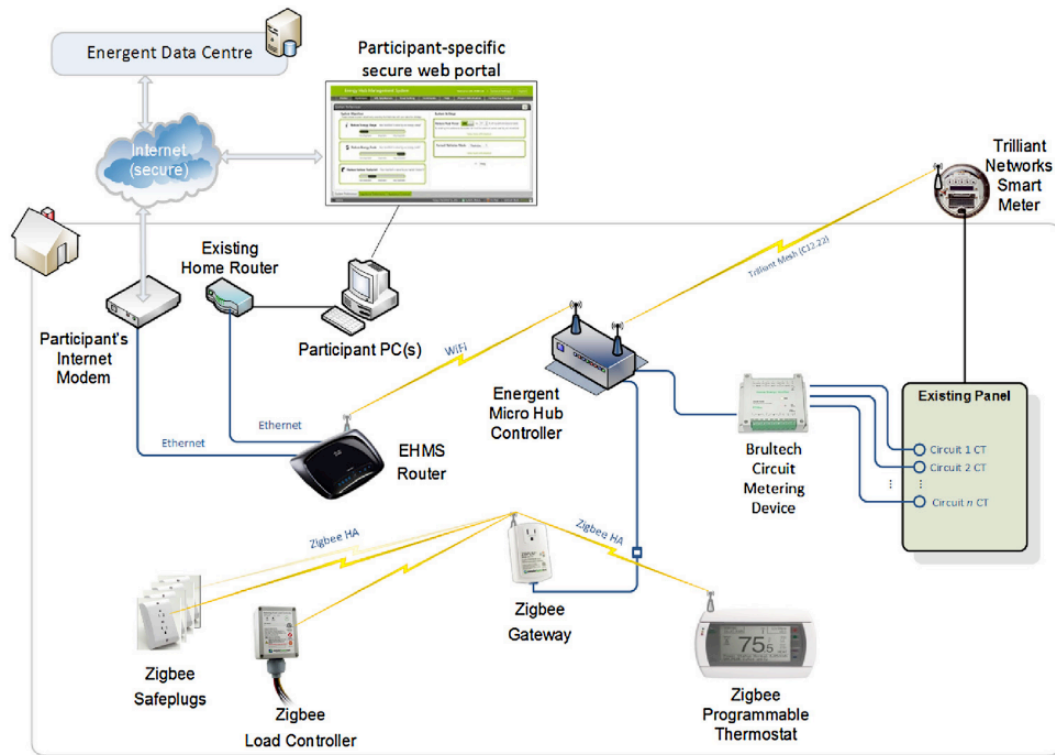 Energent Data Centre
Participant-specific
secure web portal
Internet
(secure)
Trilliant
Networks
Smart
Meter
Existing
Home Router
Trilliant Mesh (C12.22)
Participant's
Internet
Modem
Participant PC(s)
WiFi
Energent
Micro Hub
Controller
Existing Panel
Ethernet
Ethernet
EHMS
Router
Brultech
Circuit
Metering
Device
Circuit 1 CT
Circuit 2 CT
Circuit n CT
Zigbee HA
Zigbee HA
Zigbee
Gateway
75.5
Zigbee
Safeplugs
Zigbee
Load Controller
Zigbee
Programmable
Thermostat